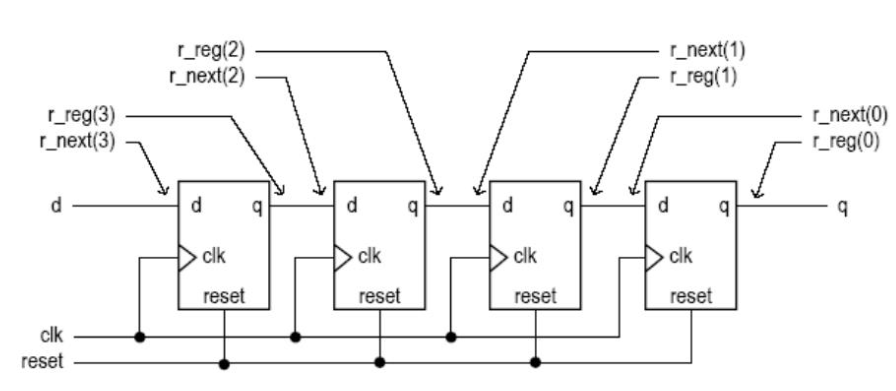 r_reg(2) r_next(1)
r_next(2) r_reg(1)
r_reg(3) r_next(0)
r_next(3) r_reg(0)
d d q d q d q d q q
clk clk clk clk
reset reset reset reset
clk
reset